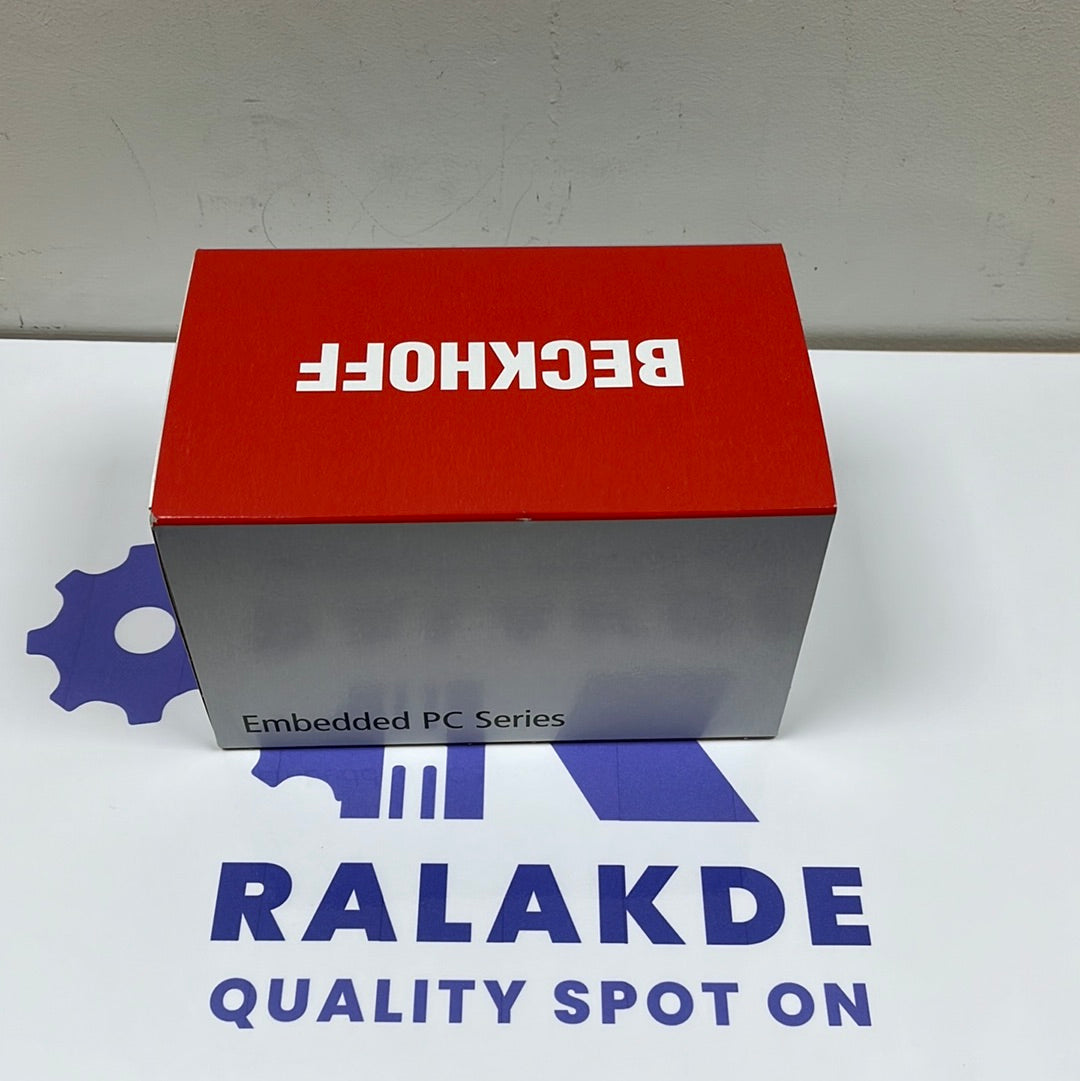 BECKHOFF
Embedded PC Series
RALAKDE
QUALITY SPOT ON